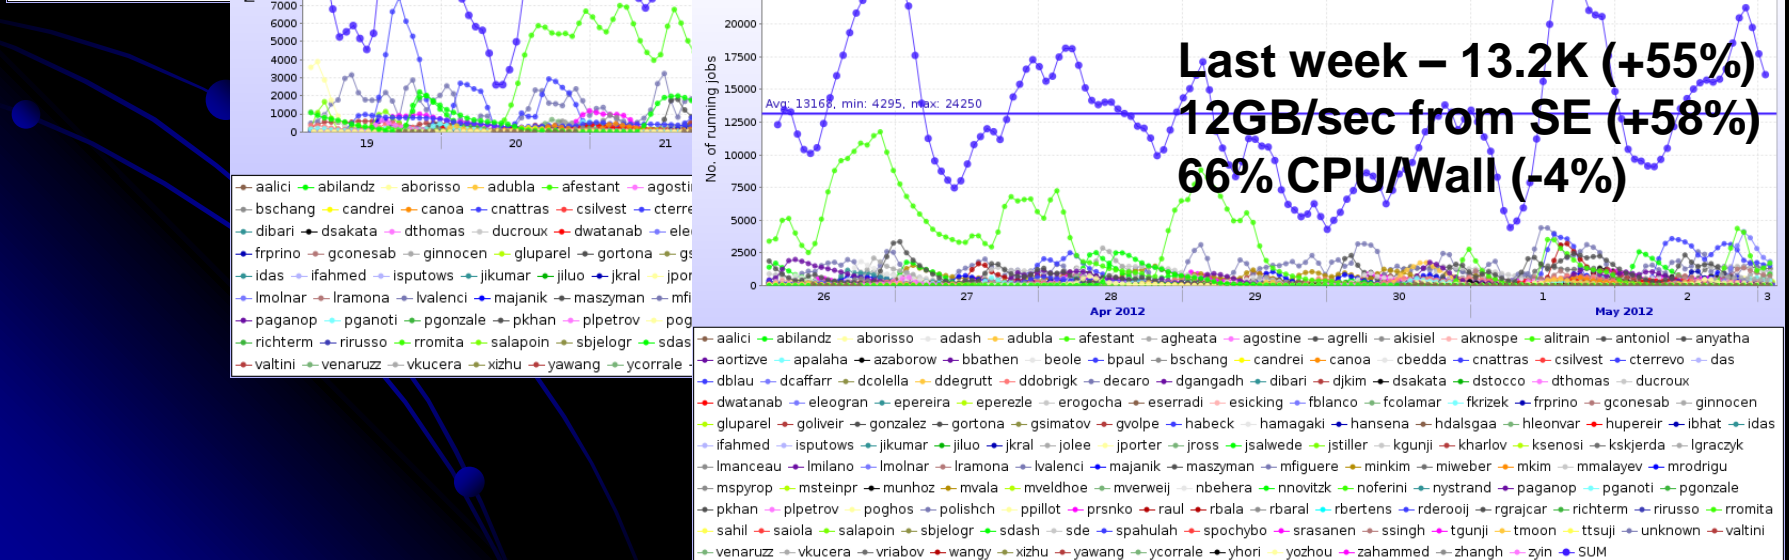 7000
6000
5000
4000
3000
2000
1000
0
19 20 21
aalici abilandz aborisso adubla afestant agostin
bschang candrei canoa cnattras csilvest cterre
dibari dsakata dthomas ducroux dwatanab ele
frprino gconesab ginnocen gluparel gortona gs
idas ifahmed isputows jikumar jiluo jkral jpor
lmolnar lramona lvalenci majanik maszyman mfi
paganop pganoti pgonzale pkhan plpetrov pog
richterm rirusso rromita salapoin sbjelogr sdas
valtini venaruzz vkucera xizhu yawang ycorrale
No. of running jobs
20000
17500
15000
12500
10000
7500
5000
2500
0
Avg: 13168, min: 4295, max: 24250
Last week – 13.2K (+55%)
12GB/sec from SE (+58%)
66% CPU/Wall (-4%)
26 27 28 29 30 1 2 3
Apr 2012 May 2012
aalici abilandz aborisso adash adubla afestant agheata agostine agrelli akisiel aknospe alitrain antoniol anyatha
aortizve apalaha azaborow bbathen beole bpaul bschang candrei canoa cbedda cnattras csilvest cterrevo das
dblau dcaffarr dcolella ddegrutt ddobrigk decaro dgangadh dibari djkim dsakata dstocco dthomas ducroux
dwatanab eleogran epereira eperezle erogocha eserradi esicking fblanco fcolamar fkrizek frprino gconesab ginnocen
gluparel goliveir gonzalez gortona gsimatov gvolpe habeck hamagaki hansena hdalsgaa hleonvar hupereir ibhat idas
ifahmed isputows jikumar jiluo jkral jolee jporter jross jsalwede jstiller kgunji kharlov ksenosi kskjerda lgraczyk
lmanceau lmilano lmolnar lramona lvalenci majanik maszyman mfiguere minkim miweber mkim mmalayev mrodrigu
mspyrop msteinpr munhoz mvala mveldhoe mverweij nbehera nnovitzk noferini nystrand paganop pganoti pgonzale
pkhan plpetrov poghos polishch ppillot prsnko raul rbala rbaral rbertens rderooij rgrajcar richterm rirusso rromita
sahil saiola salapoin sbjelogr sdash sde spahulah spochybo srasanen ssingh tgunji tmoon ttsuji unknown valtini
venaruzz vkucera vriabov wangy xizhu yawang ycorrale yhori yozhou zahammed zhangh zyin SUM